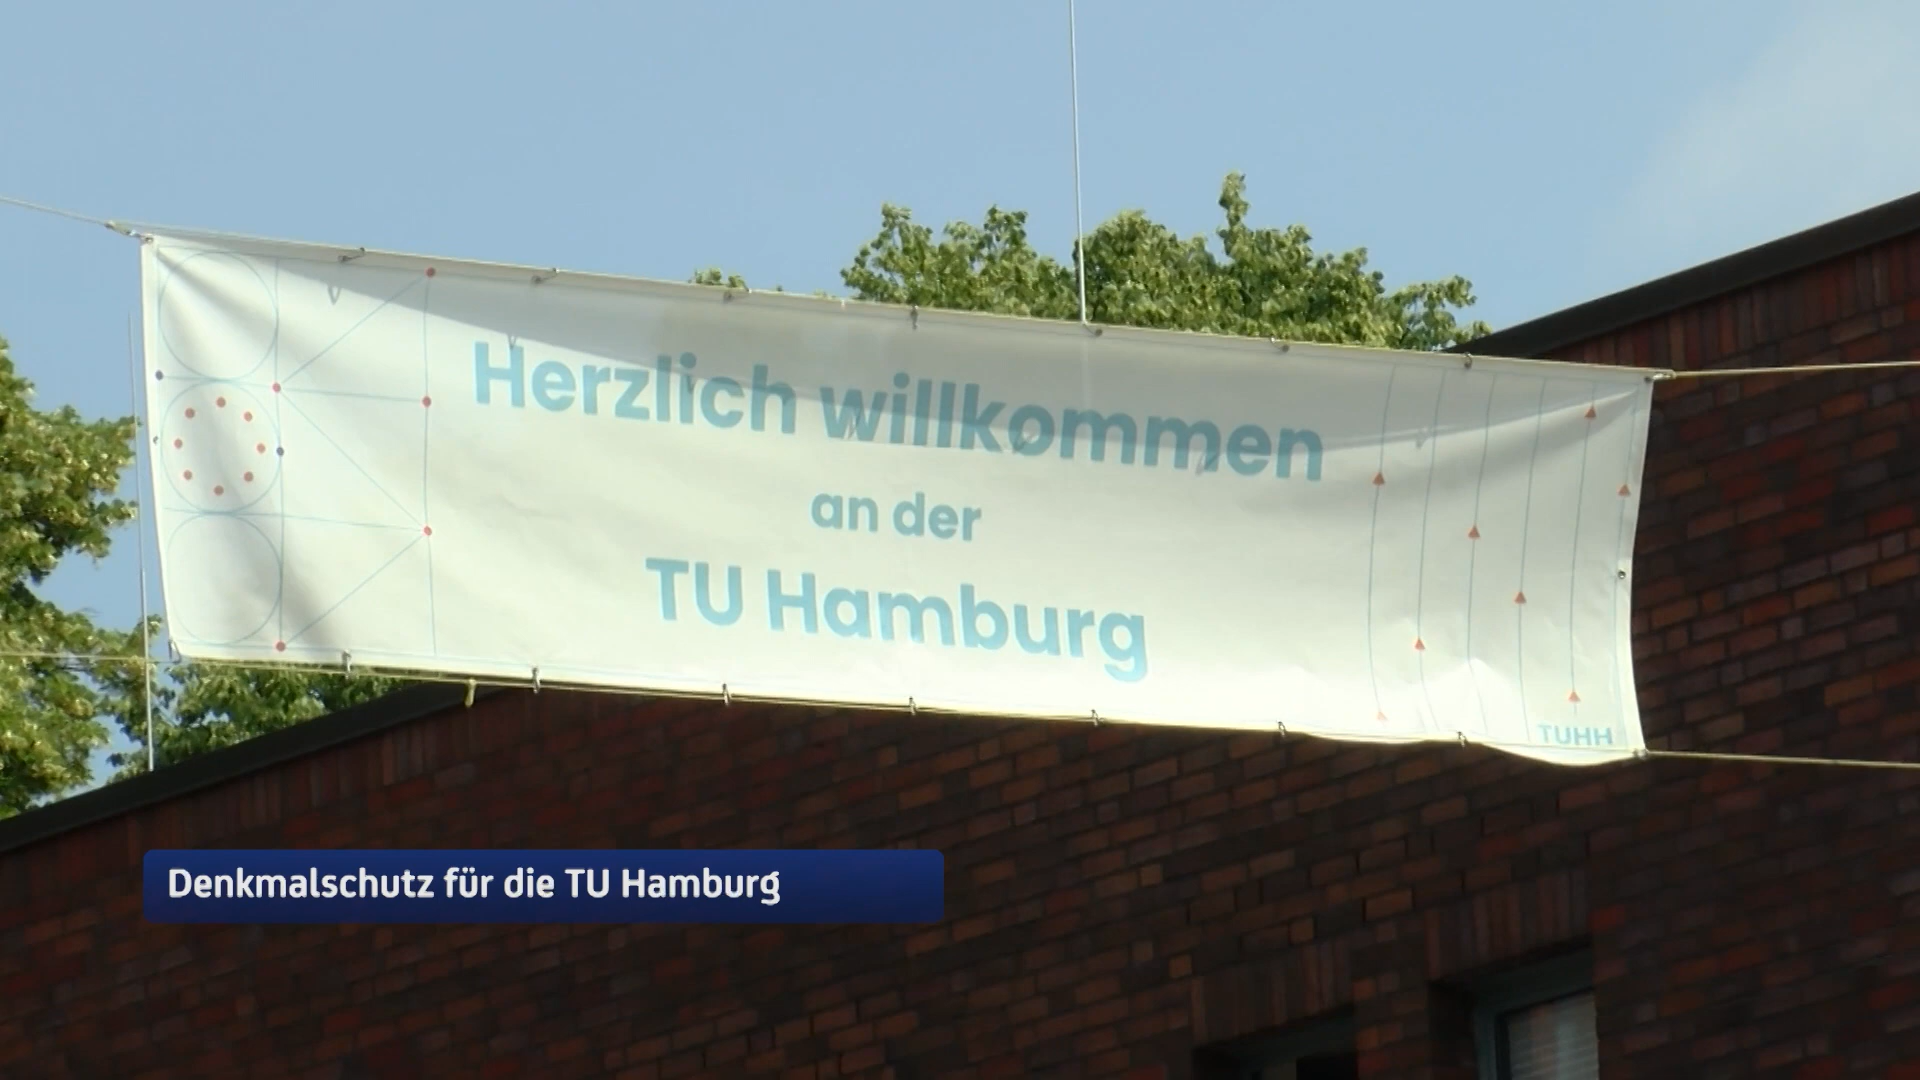 Herzlich willkommen
an der
TU Hamburg
TUHH
Denkmalschutz für die TU Hamburg